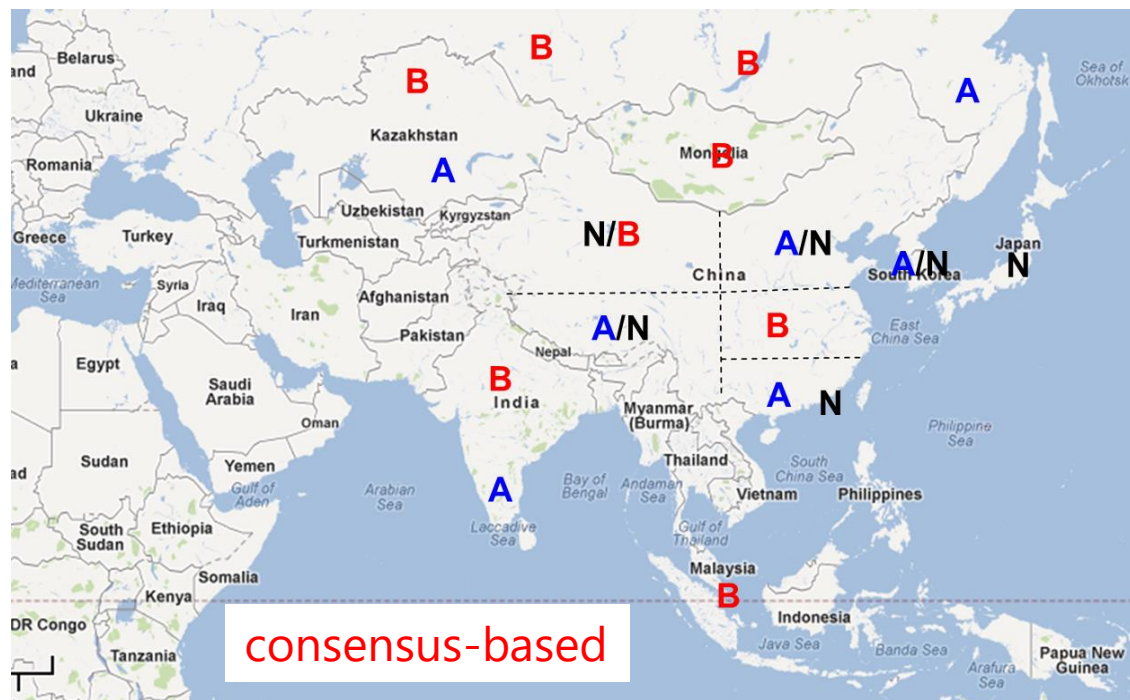 B
B
B
Sea of
Okhotsk
Belarus
and
A
Ukraine
Kazakhstan
Mongolia
B
Romania
A
Uzbekistan
Kyrgyzstan
Greece
Turkey
Turkmenistan
N/B
A/N
A/N
Japan
N
South Korea
China
Mediterranean
Sea
Syria
Iraq
Iran
Afghanistan
Pakistan
A/N
B
East
China Sea
Nepal
Egypt
B
India
Saudi
Arabia
A
N
Myanmar
(Burma)
Oman
Philippine
Sea
Sudan
Yemen
Gulf of
Aden
Arabian
Sea
A
Bay of
Bengal
Andaman
Sea
Thailand
South
China Sea
Vietnam
Philippines
Ethiopia
South
Sudan
Laccadive
Sea
Gulf of
Thailand
Somalia
Malaysia
B
Kenya
DR Congo
Indonesia
consensus-based
Java Sea
Banda Sea
Tanzania
Papua New
Guinea
Arafura
Sea